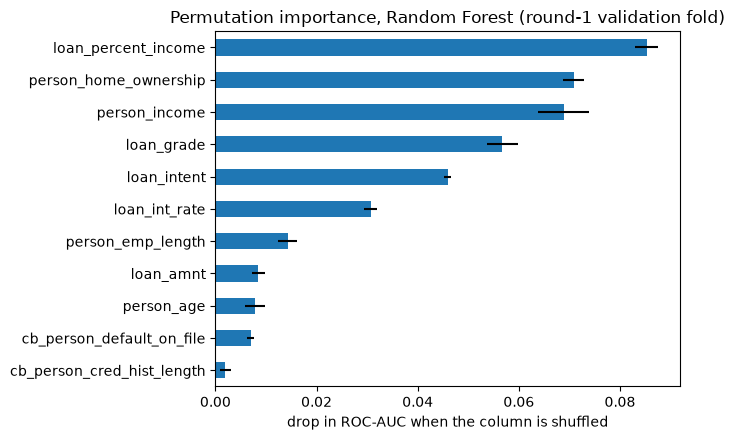 Permutation importance, Random Forest (round-1 validation fold)
loan_percent_income
person_home_ownership
person_income
loan_grade
loan_intent
loan_int_rate
person_emp_length
loan_amnt
person_age
cb_person_default_on_file
cb_person_cred_hist_length
0.00 0.02 0.04 0.06 0.08
drop in ROC-AUC when the column is shuffled